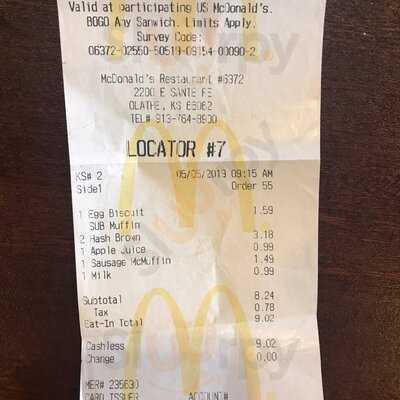 Valid at participating US McDonald's.
BOGO Any Sanwich. Limits Apply.
Survey Code:
06372-02550-50519-09154-00090-2
McDonald's Restaurant #6372
2200 E SANTE FE
OLATHE, KS 66062
TEL# 913-764-8900
LOCATOR #7
KS# 2 05/05/2019 09:15 AM
Side1 Order 55
1 Egg Biscuit 1.59
SUB Muffin
2 Hash Brown 3.18
1 Apple Juice 0.99
1 Sausage McMuffin 1.49
1 Milk 0.99
Subtotal 8.24
Tax 0.78
Eat-In Total 9.02
Cashless 9.02
Change 0.00
MER# 235630
CARD ISSUER ACCOUNT#